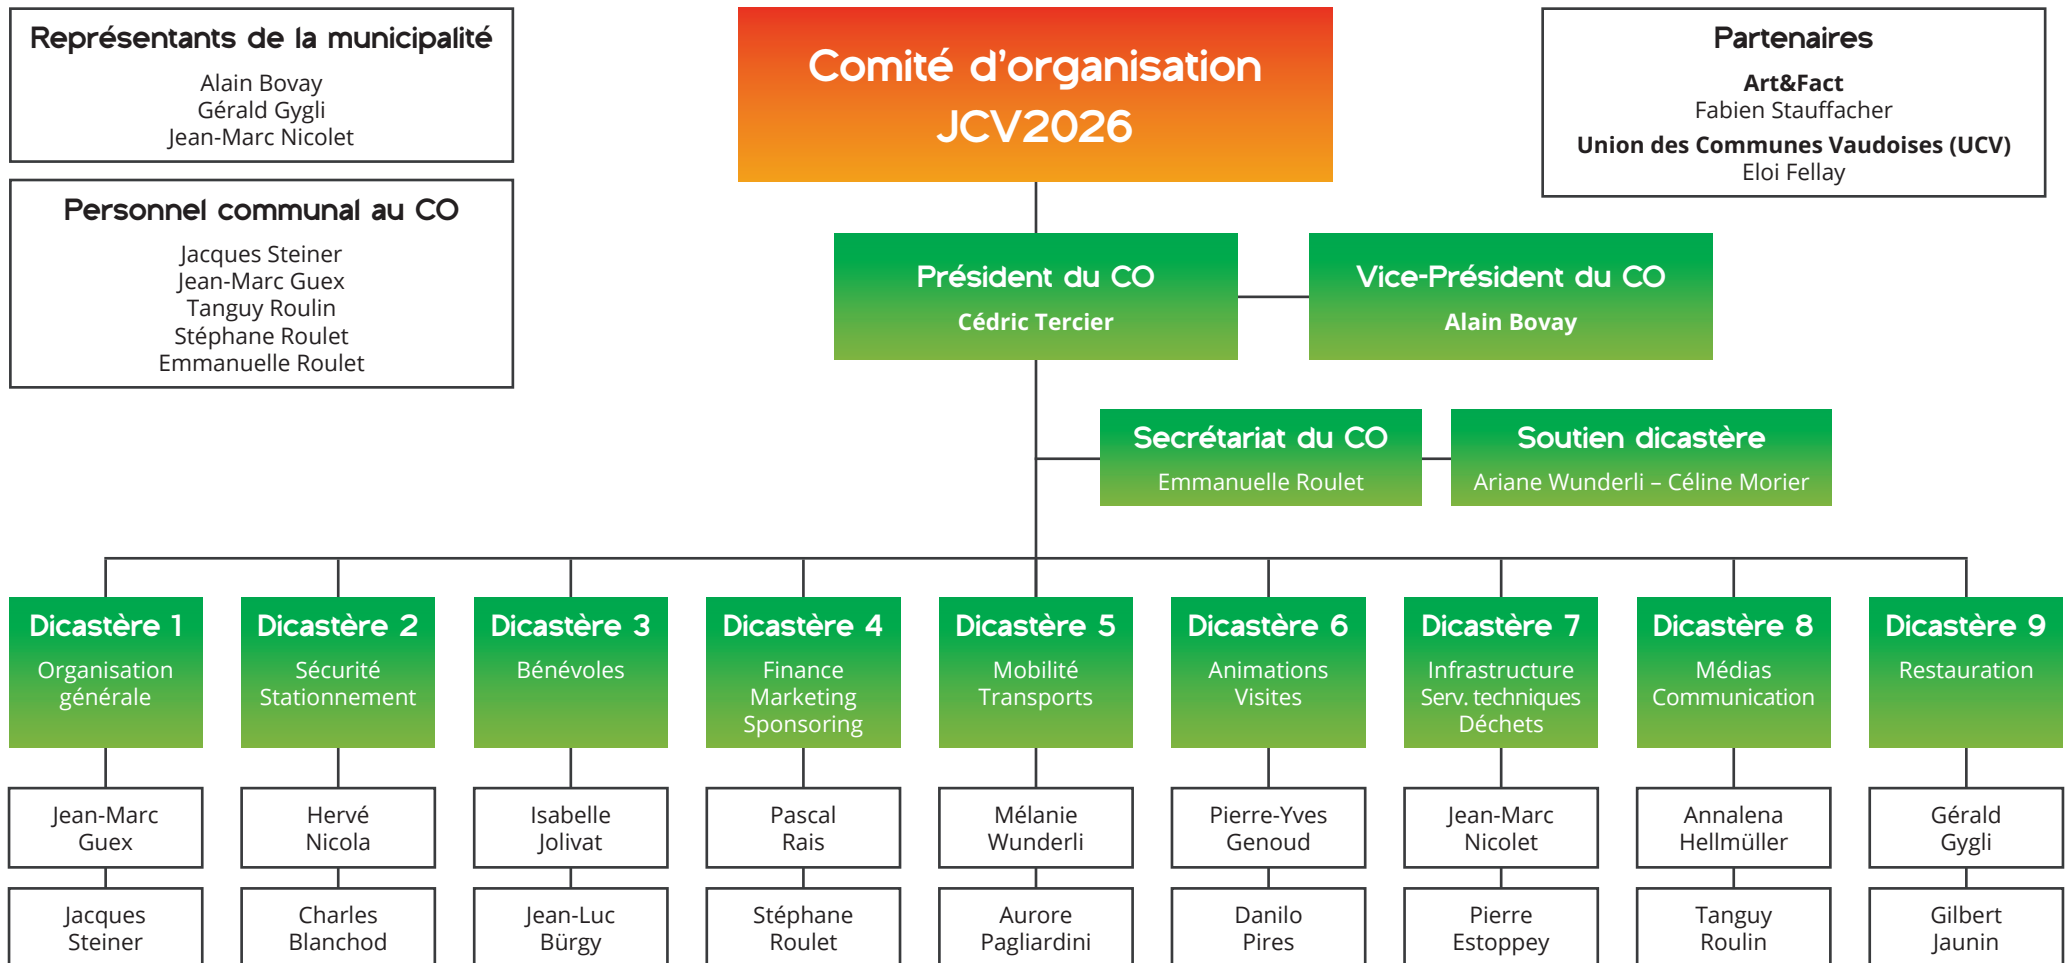 Représentants de la municipalité
Alain Bovay
Gérald Gygli
Jean-Marc Nicolet
Personnel communal au CO
Jacques Steiner
Jean-Marc Guex
Tanguy Roulin
Stéphane Roulet
Emmanuelle Roulet
Comité d'organisation
JCV2026
Partenaires
Art&Fact
Fabien Stauffacher
Union des Communes Vaudoises (UCV)
Eloi Fellay
Président du CO
Cédric Tercier
Vice-Président du CO
Alain Bovay
Secrétariat du CO
Emmanuelle Roulet
Soutien dicastère
Ariane Wunderli – Céline Morier
Dicastère 1
Organisation
générale
Jean-Marc
Guex
Jacques
Steiner
Dicastère 2
Sécurité
Stationnement
Hervé
Nicola
Charles
Blanchod
Dicastère 3
Bénévoles
Isabelle
Jolivat
Jean-Luc
Bürgy
Dicastère 4
Finance
Marketing
Sponsoring
Pascal
Rais
Stéphane
Roulet
Dicastère 5
Mobilité
Transports
Mélanie
Wunderli
Aurore
Pagliardini
Dicastère 6
Animations
Visites
Pierre-Yves
Genoud
Danilo
Pires
Dicastère 7
Infrastructure
Serv. techniques
Déchets
Jean-Marc
Nicolet
Pierre
Estoppey
Dicastère 8
Médias
Communication
Annalena
Hellmüller
Tanguy
Roulin
Dicastère 9
Restauration
Gérald
Gygli
Gilbert
Jaunin